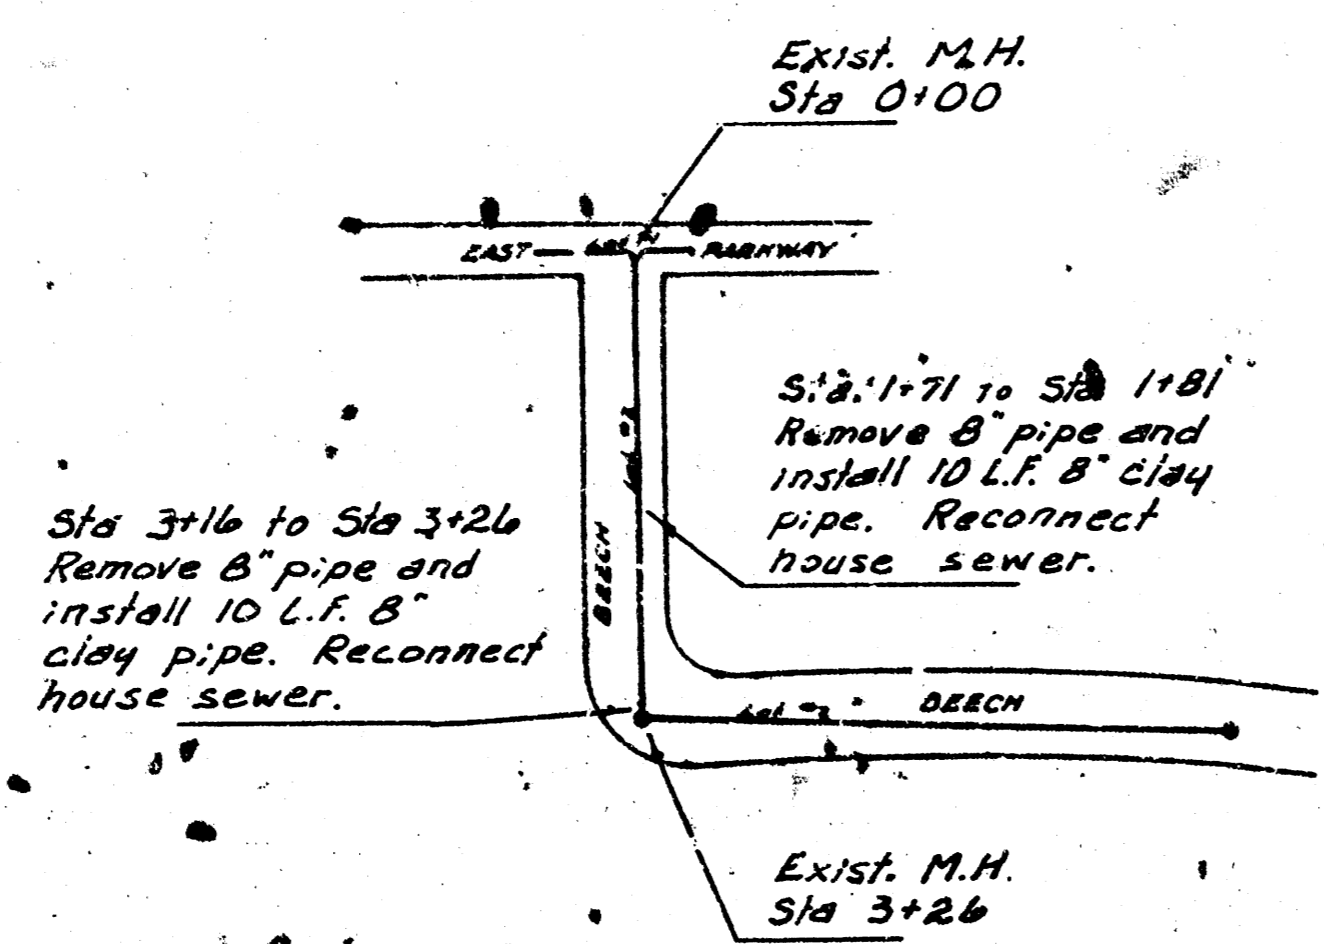 Exist. M.H.
Sta 0+00
EAST
PARKWAY
Sta. 1+71 to Sta 1+81
Remove 8" pipe and
install 10 L.F. 8" clay
pipe. Reconnect
house sewer.
Sta 3+16 to Sta 3+26
Remove 8" pipe and
install 10 L.F. 8"
clay pipe. Reconnect
house sewer.
BEECH
BEECH
Exist. M.H.
Sta 3+26